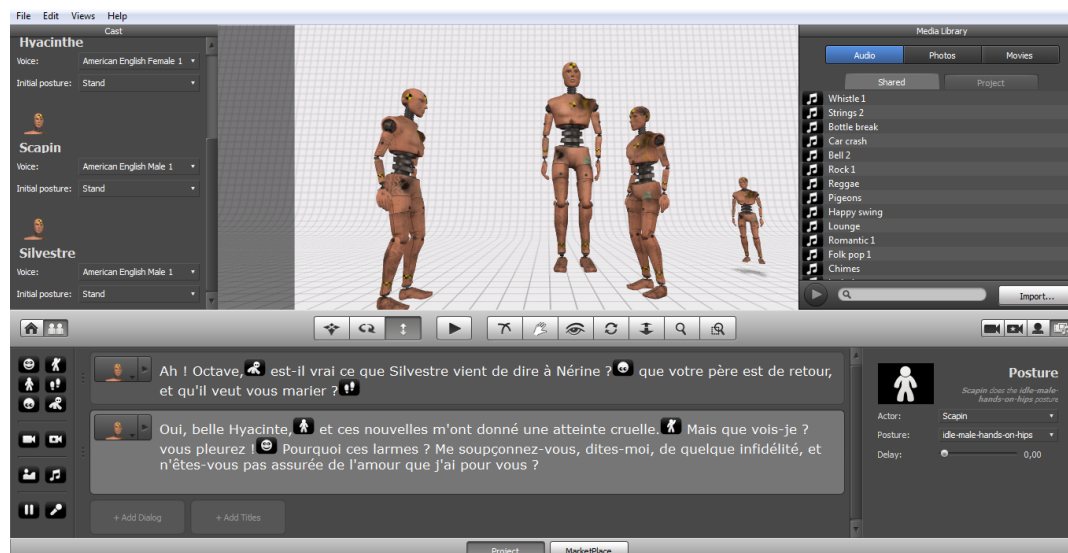 File Edit Views Help
Cast
Hyacinthe
Voice: American English Female 1
Initial posture: Stand
Scapin
Voice: American English Male 1
Initial posture: Stand
Silvestre
Voice: American English Male 1
Initial posture: Stand
Media Library
Audio Photos Movies
Shared Project
Whistle 1
Strings 2
Bottle break
Car crash
Bell 2
Rock 1
Reggae
Pigeons
Happy swing
Lounge
Romantic 1
Folk pop 1
Chimes
Import...
Ah ! Octave, est-il vrai ce que Silvestre vient de dire à Nérine ? que votre père est de retour,
et qu'il veut vous marier ?
Oui, belle Hyacinte, et ces nouvelles m'ont donné une atteinte cruelle. Mais que vois-je ?
vous pleurez ! Pourquoi ces larmes ? Me soupçonnez-vous, dites-moi, de quelque infidélité, et
n'êtes-vous pas assurée de l'amour que j'ai pour vous ?
+ Add Dialog + Add Titles
Posture
Scapin does the idle-male-
hands-on-hips posture
Actor: Scapin
Posture: idle-male-hands-on-hips
Delay: 0,00
Project MarketPlace